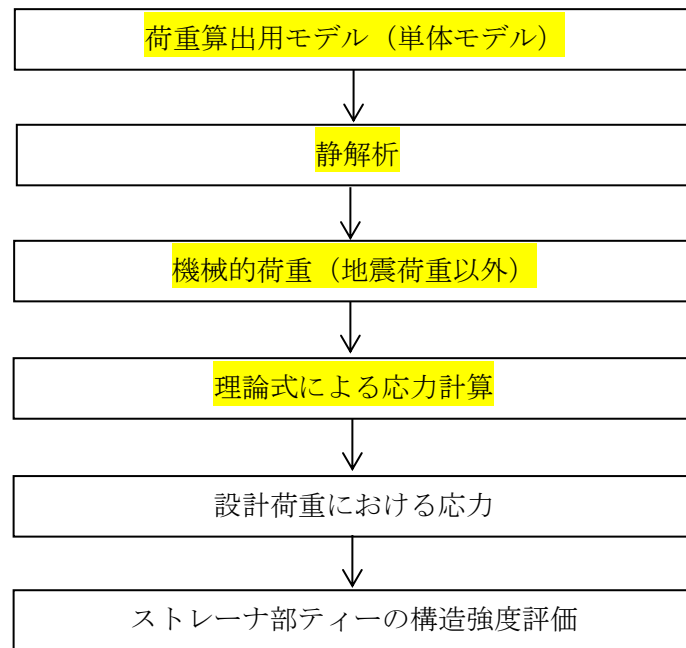 荷重算出用モデル（単体モデル）
静解析
機械的荷重（地震荷重以外）
理論式による応力計算
設計荷重における応力
ストレーナ部ティーの構造強度評価